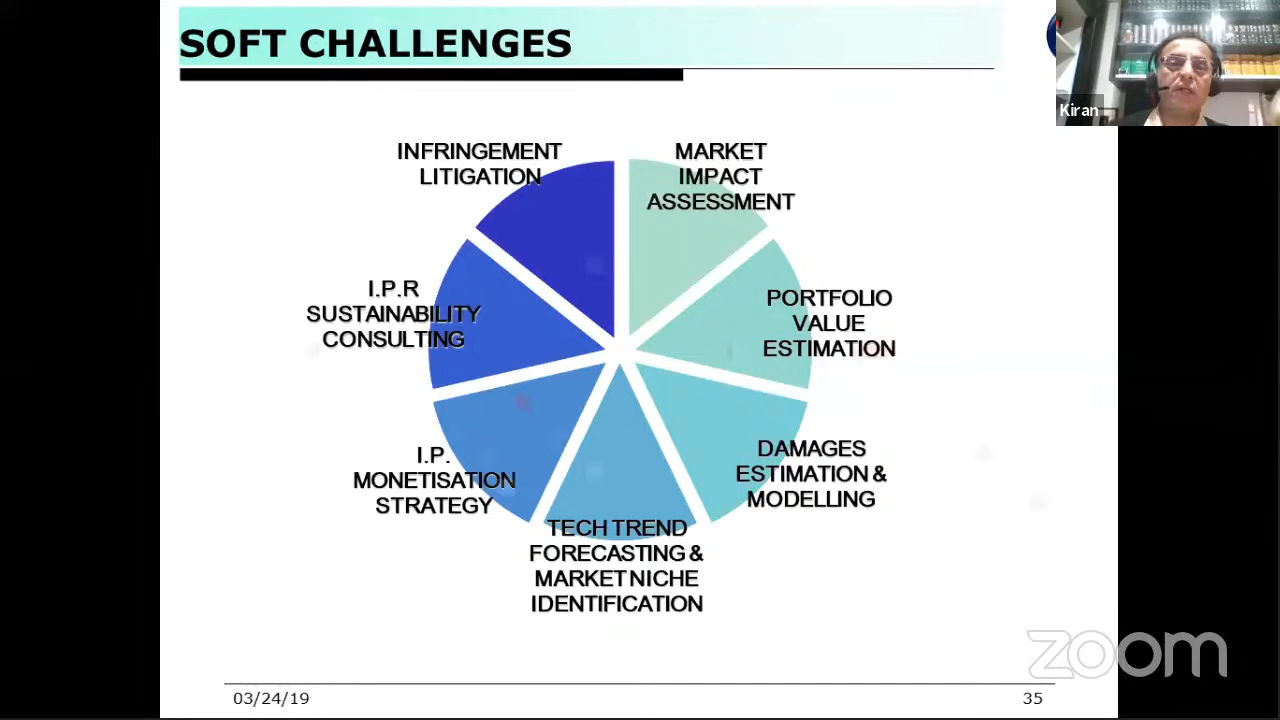 SOFT CHALLENGES
Kiran
INFRINGEMENT
LITIGATION
MARKET
IMPACT
ASSESSMENT
I.P.R
SUSTAINABILITY
CONSULTING
PORTFOLIO
VALUE
ESTIMATION
I.P.
MONETISATION
STRATEGY
DAMAGES
ESTIMATION &
MODELLING
TECH TREND
FORECASTING &
MARKET NICHE
IDENTIFICATION
zoom
03/24/19
35